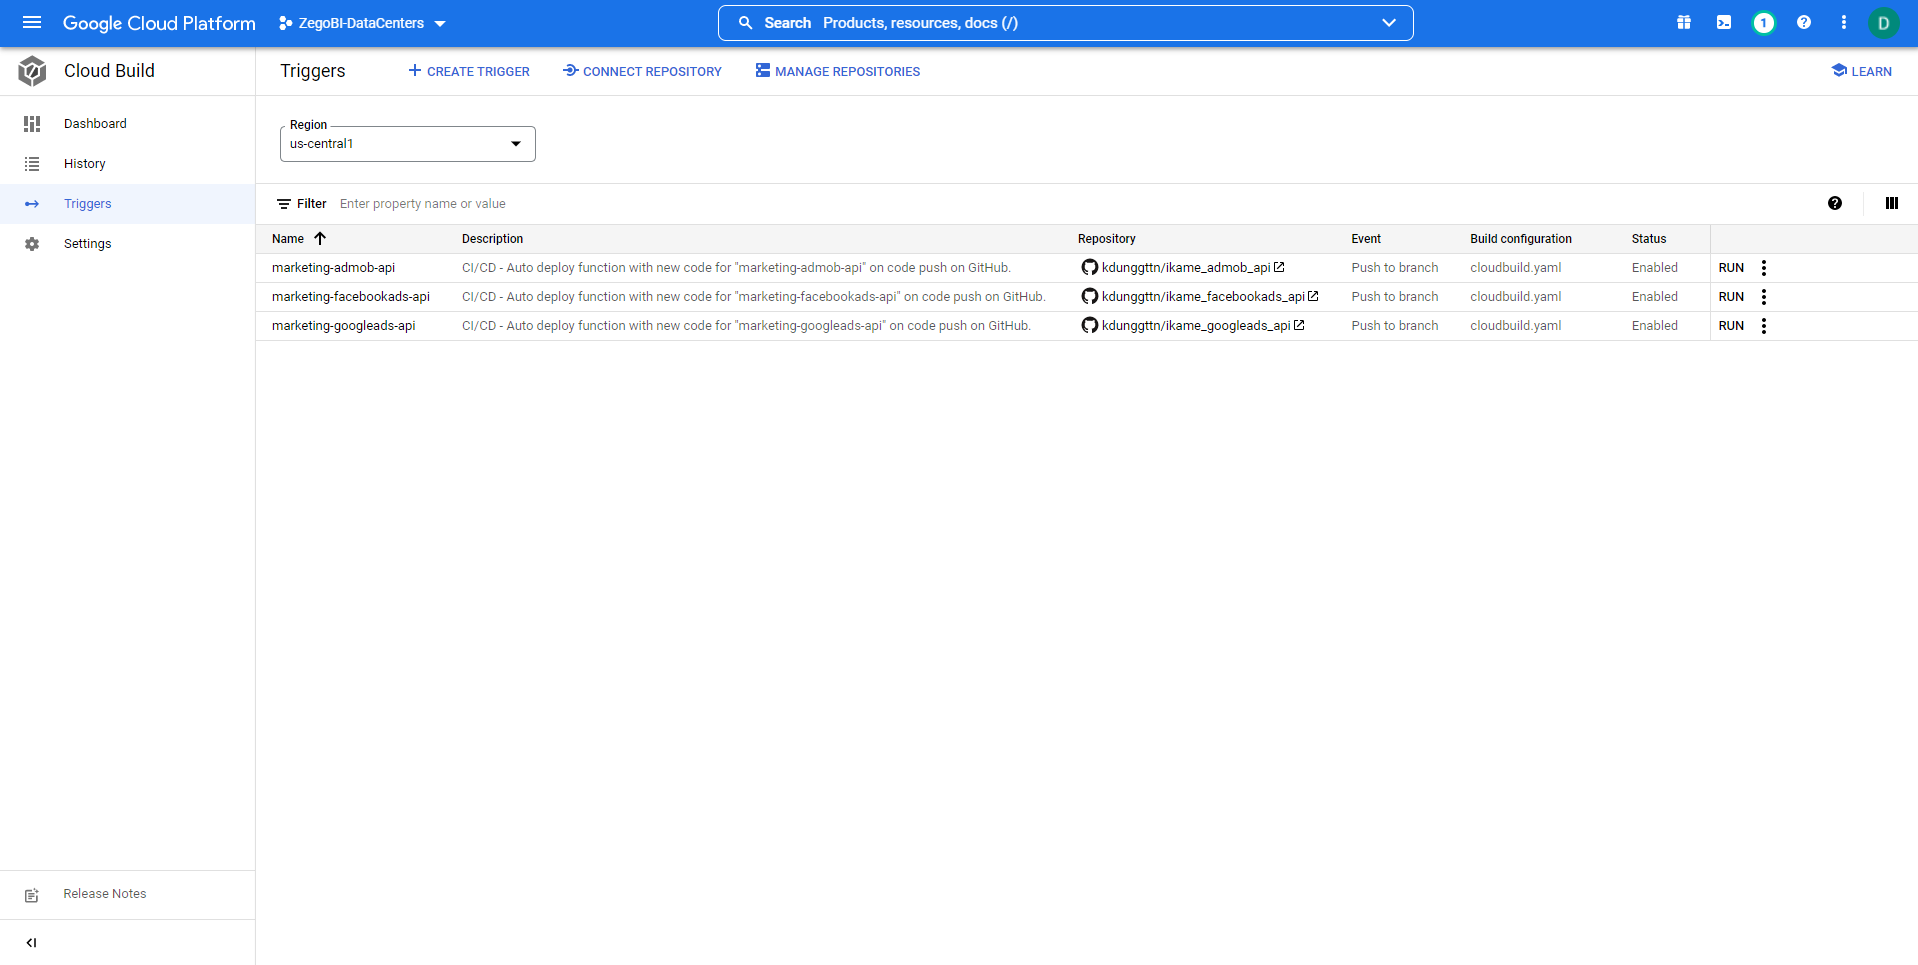 Google Cloud Platform ZegoBI-DataCenters Search Products, resources, docs (/) 1 D
Cloud Build Triggers CREATE TRIGGER CONNECT REPOSITORY MANAGE REPOSITORIES LEARN
Dashboard
History
Triggers
Settings
Region
us-central1
Filter Enter property name or value
Name Description Repository Event Build configuration Status
marketing-admob-api CI/CD - Auto deploy function with new code for "marketing-admob-api" on code push on GitHub. kdunggttn/ikame_admob_api Push to branch cloudbuild.yaml Enabled RUN
marketing-facebookads-api CI/CD - Auto deploy function with new code for "marketing-facebookads-api" on code push on GitHub. kdunggttn/ikame_facebookads_api Push to branch cloudbuild.yaml Enabled RUN
marketing-googleads-api CI/CD - Auto deploy function with new code for "marketing-googleads-api" on code push on GitHub. kdunggttn/ikame_googleads_api Push to branch cloudbuild.yaml Enabled RUN
Release Notes